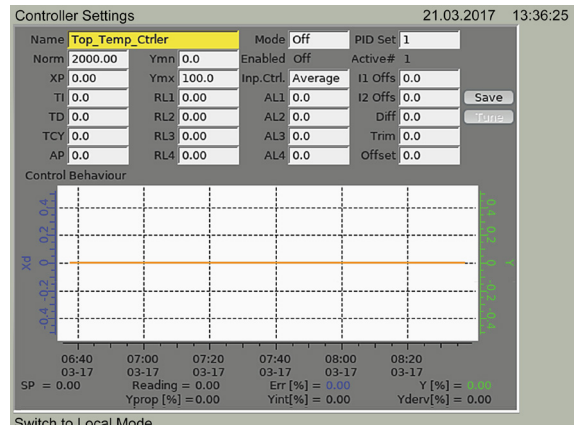 Controller Settings 21.03.2017 13:36:25
Name Top_Temp_Ctrler Mode Off PID Set 1
Norm 2000.00 Ymn 0.0 Enabled Off Active# 1
XP 0.00 Ymx 100.0 Inp.Ctrl. Average I1 Offs 0.0
TI 0.0 RL1 0.00 AL1 0.0 I2 Offs 0.0 Save
TD 0.0 RL2 0.00 AL2 0.0 Diff 0.0 Tune
TCY 0.0 RL3 0.00 AL3 0.0 Trim 0.0
AP 0.0 RL4 0.00 AL4 0.0 Offset 0.0
Control Behaviour
0.4 0.4
0.2 0.2
Xp 0 0 Y
-0.2 -0.2
-0.4 -0.4
06:40 07:00 07:20 07:40 08:00 08:20
03-17 03-17 03-17 03-17 03-17 03-17
SP = 0.00 Reading = 0.00 Err [%] = 0.00 Y [%] = 0.00
Yprop [%] = 0.00 Yint[%] = 0.00 Yderv[%] = 0.00
Switch to Local Mode